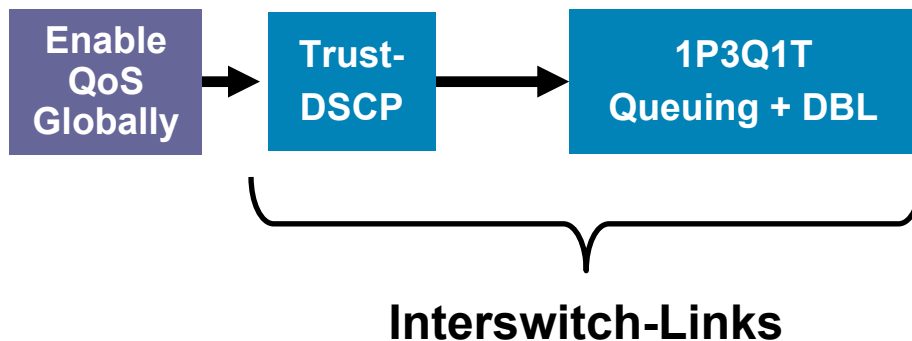 Enable
QoS
Globally
Trust-
DSCP
1P3Q1T
Queuing + DBL
Interswitch-Links